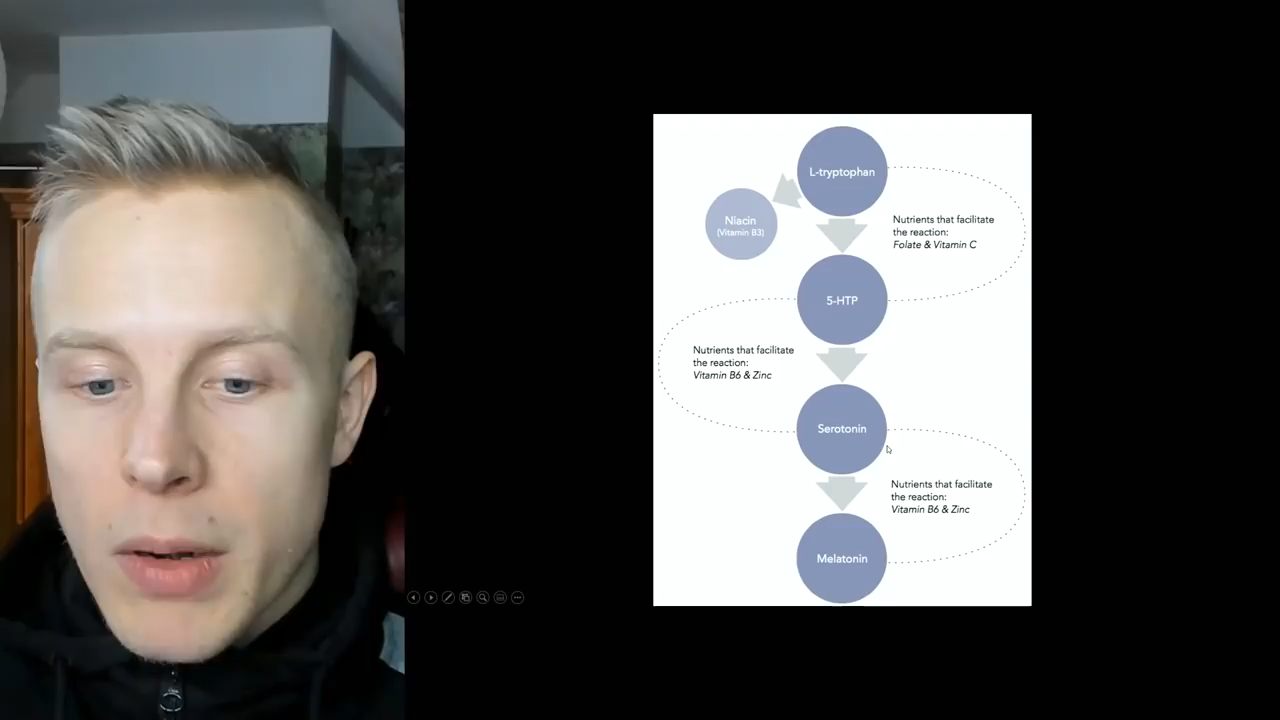 L-tryptophan
Niacin
(Vitamin B3)
Nutrients that facilitate
the reaction:
Folate & Vitamin C
5-HTP
Nutrients that facilitate
the reaction:
Vitamin B6 & Zinc
Serotonin
Nutrients that facilitate
the reaction:
Vitamin B6 & Zinc
Melatonin